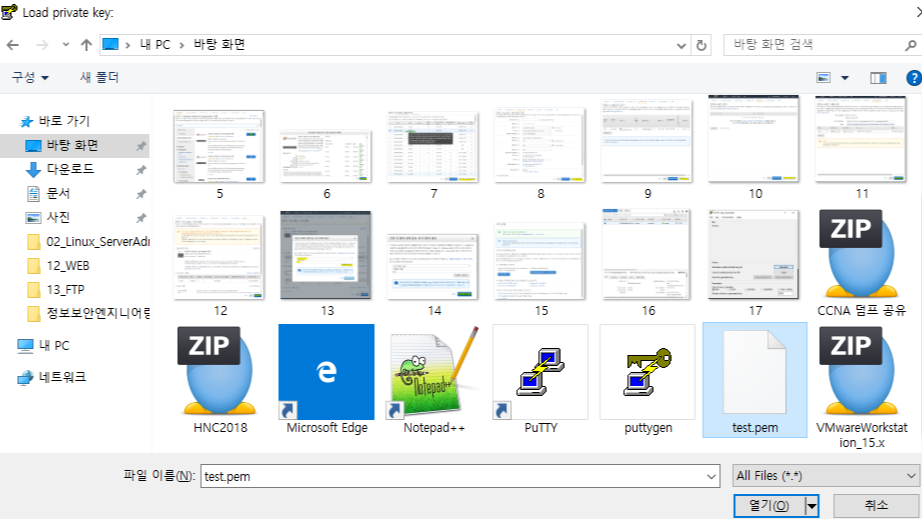 Load private key:
내 PC
바탕 화면
바탕 화면 검색
구성
새 폴더
바로 가기
바탕 화면
다운로드
문서
사진
02_Linux_ServerAdr
12_WEB
13_FTP
정보보안엔지니어링
내 PC
네트워크
5
6
7
8
9
10
11
12
13
14
15
16
17
ZIP
CCNA 덤프 공유
ZIP
HNC2018
Microsoft Edge
Notepad++
Notepad++
PuTTY
puttygen
test.pem
ZIP
VMwareWorkstat
ion_15.x
파일 이름(N):
test.pem
All Files (*.*)
열기(O)
취소